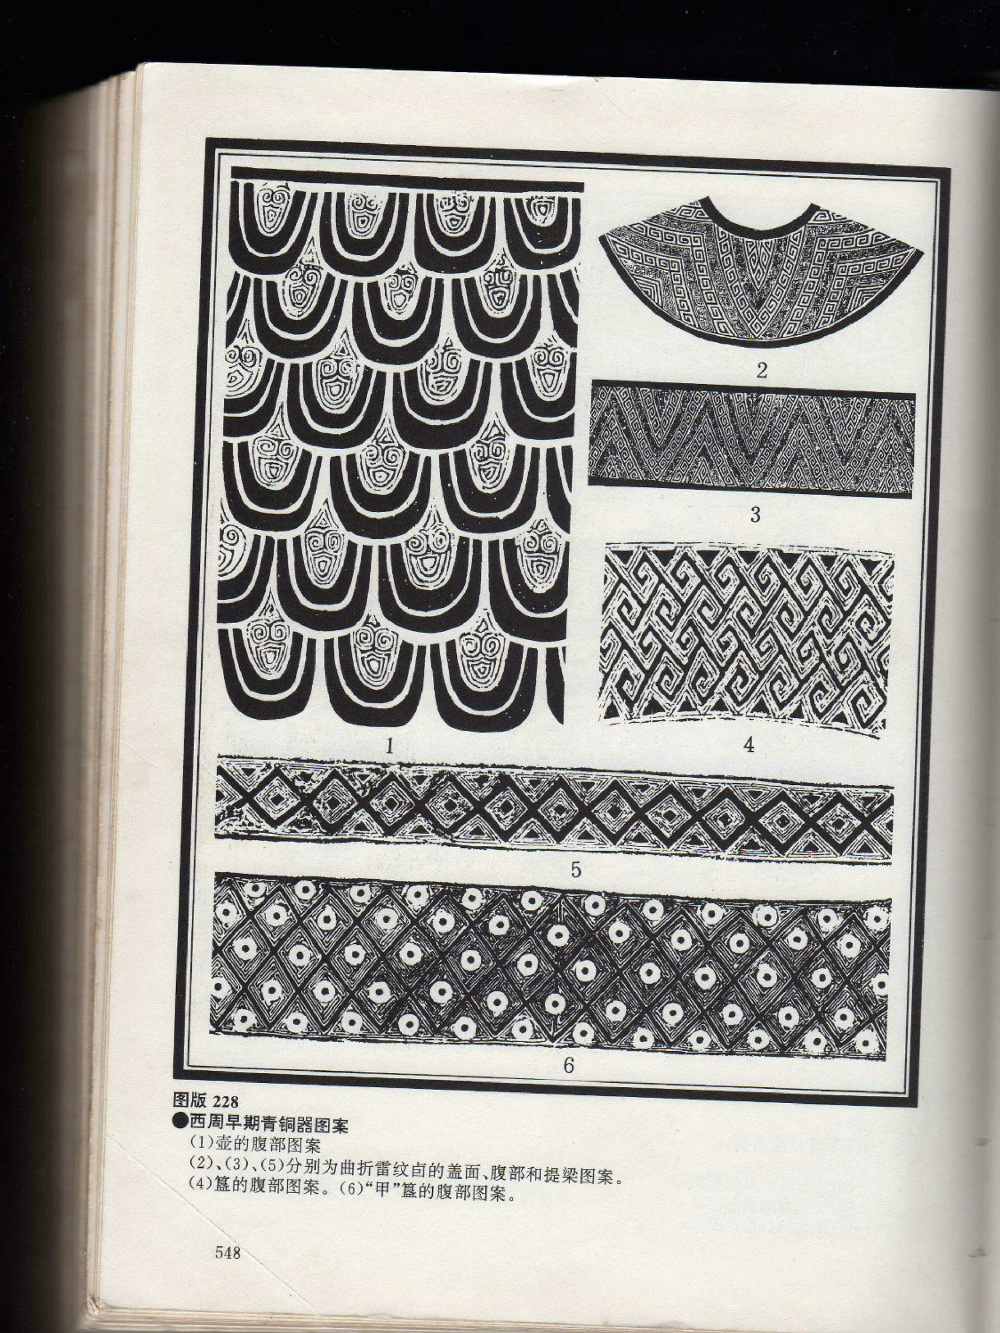 1
2
3
4
5
6
图版 228
●西周早期青铜器图案
(1)壶的腹部图案
(2)、(3)、(5)分别为曲折雷纹卣的盖面、腹部和提梁图案。
(4)簋的腹部图案。(6)“甲”簋的腹部图案。
548